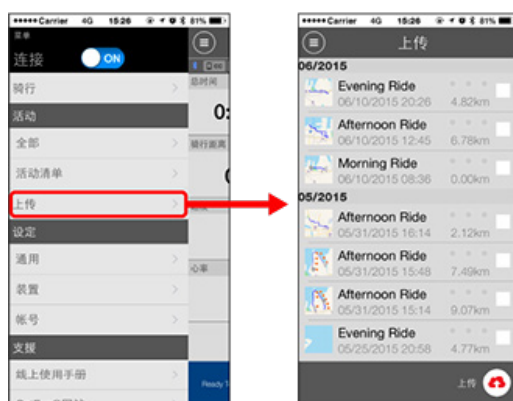 Carrier 4G 15:26 81%
菜单
连接 ON
骑行
活动
全部
活动清单
上传
设定
通用
装置
帐号
支援
线上使用手册
总时间
0:
骑行距离
心率
Ready
Carrier 4G 15:26 81%
上传
06/2015
Evening Ride
06/10/2015 20:26 4.82km
Afternoon Ride
06/10/2015 12:45 6.78km
Morning Ride
06/10/2015 08:36 0.00km
05/2015
Afternoon Ride
05/31/2015 16:14 2.12km
Afternoon Ride
05/31/2015 15:48 7.49km
Afternoon Ride
05/31/2015 15:14 9.07km
Evening Ride
05/25/2015 20:58 4.77km
上传